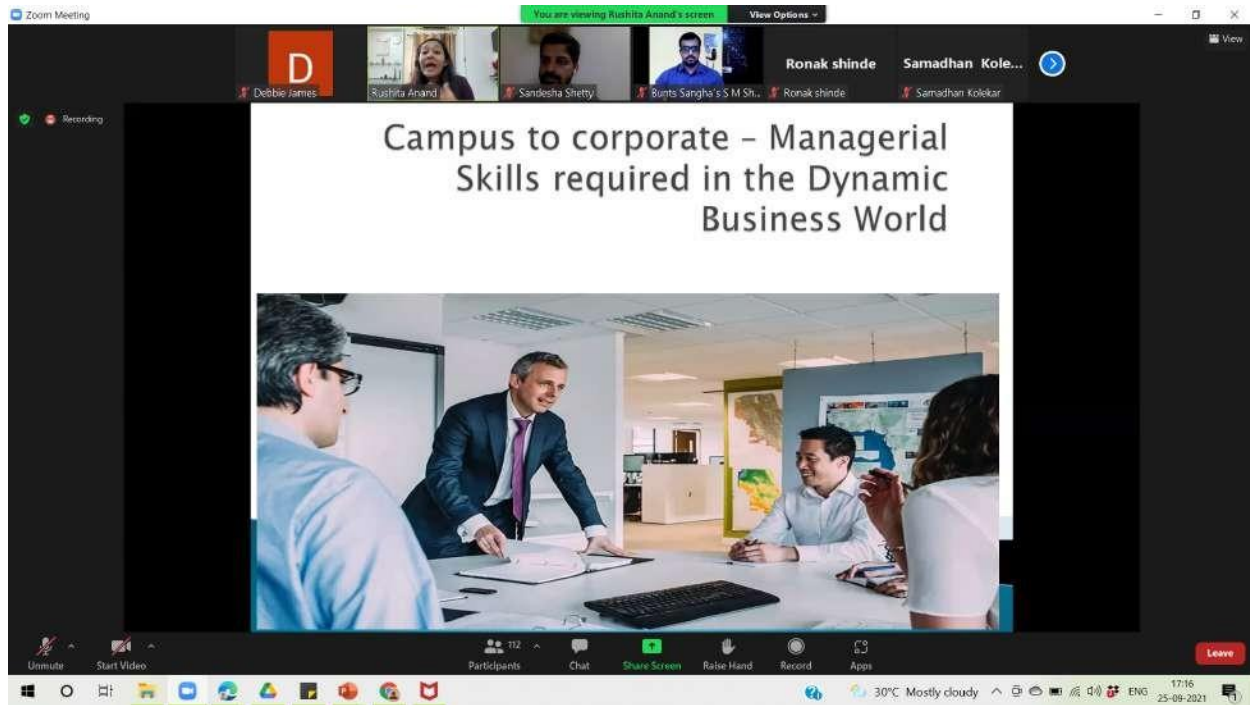 Zoom Meeting
You are viewing Rushita Anand's screen
View Options
View
D
Debbie James
Rushita Anand
Sandesha Shetty
Bunts Sangha's S M Sh...
Ronak shinde
Ronak shinde
Samadhan Kole...
Samadhan Kolekar
Recording
Campus to corporate – Managerial
Skills required in the Dynamic
Business World
Unmute
Start Video
112
Participants
Chat
Share Screen
Raise Hand
Record
Apps
Leave
30°C Mostly cloudy
ENG
17:16
25-09-2021
1